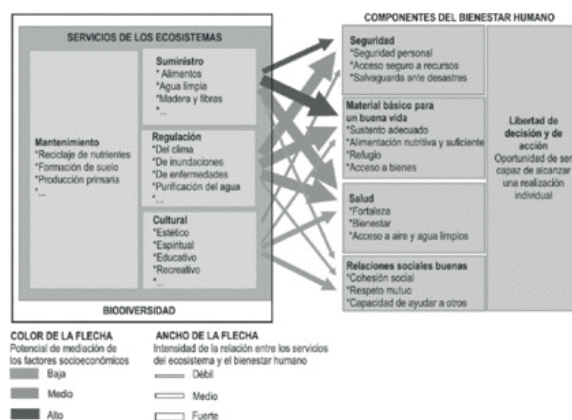 SERVICIOS DE LOS ECOSISTEMAS
Mantenimiento
*Reciclaje de nutrientes
*Formación de suelo
*Producción primaria
*...
Suministro
* Alimentos
*Agua limpia
*Madera y fibras
*...
Regulación
*Del clima
*De inundaciones
*De enfermedades
*Purificación del agua
*...
Cultural
*Estético
*Espiritual
*Educativo
*Recreativo
*...
BIODIVERSIDAD
COMPONENTES DEL BIENESTAR HUMANO
Seguridad
*Seguridad personal
*Acceso seguro a recursos
*Salvaguarda ante desastres
Material básico para
un buena vida
*Sustento adecuado
*Alimentación nutritiva y suficiente
*Refugio
*Acceso a bienes
Salud
*Fortaleza
*Bienestar
*Acceso a aire y agua limpios
Relaciones sociales buenas
*Cohesión social
*Respeto mutuo
*Capacidad de ayudar a otros
Libertad de
decisión y de
acción
Oportunidad de ser
capaz de alcanzar
una realización
individual
COLOR DE LA FLECHA
Potencial de mediación de
los factores socioeconómicos
Baja
Medio
Alto
ANCHO DE LA FLECHA
Intensidad de la relación entre los servicios
del ecosistema y el bienestar humano
Débil
Medio
Fuerte